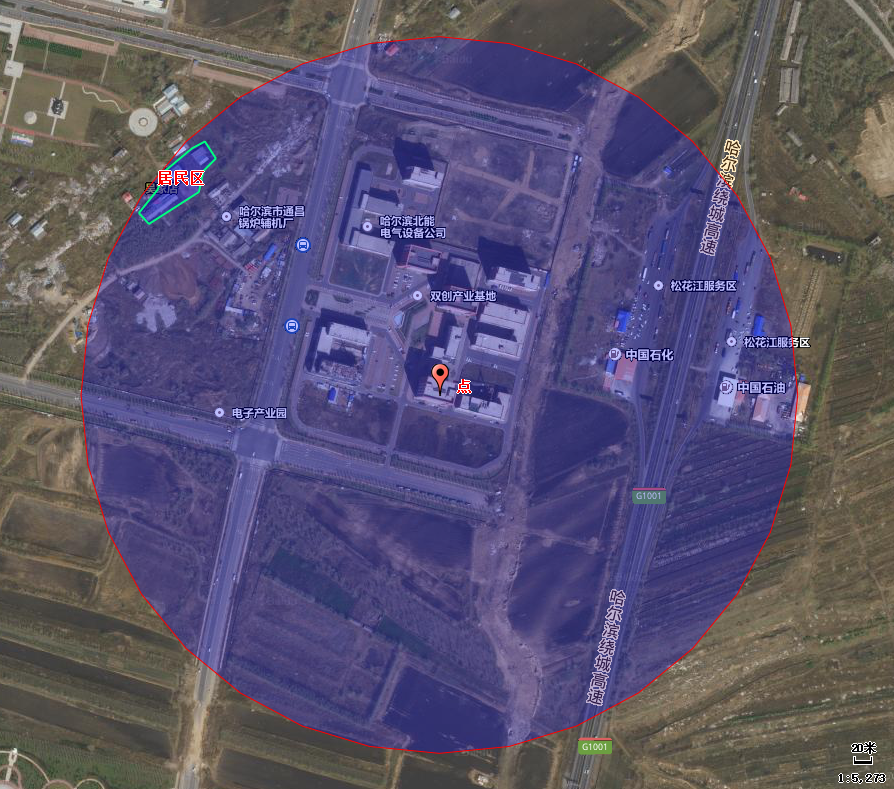 哈尔滨绕城高速
居民区
哈尔滨市通昌
锅炉辅机厂
哈尔滨北能
电气设备公司
松花江服务区
双创产业基地
松花江服务区
中国石化
点
中国石油
电子产业园
G1001
哈尔滨绕城高速
G1001
20米
1:5,273